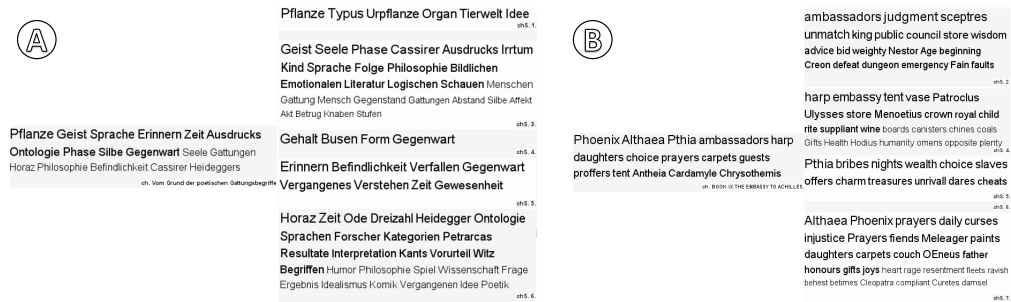 A
Pflanze Geist Sprache Erinnern Zeit Ausdrucks
Ontologie Phase Silbe Gegenwart Seele Gattungen
Horaz Philosophie Befindlichkeit Cassirer Heideggers
ch. Vom Grund der poetischen Gattungsbegriffe
Pflanze Typus Urpflanze Organ Tierwelt Idee
chS. 1.
Geist Seele Phase Cassirer Ausdrucks Irrtum
Kind Sprache Folge Philosophie Bildlichen
Emotionalen Literatur Logischen Schauen Menschen
Gattung Mensch Gegenstand Gattungen Abstand Silbe Affekt
Akt Betrug Knaben Stufen
chS. 3.
Gehalt Busen Form Gegenwart
chS. 4.
Erinnern Befindlichkeit Verfallen Gegenwart
Vergangenes Verstehen Zeit Gewesenheit
chS. 5.
Horaz Zeit Ode Dreizahl Heidegger Ontologie
Sprachen Forscher Kategorien Petrarcas
Resultate Interpretation Kants Vorurteil Witz
Begriffen Humor Philosophie Spiel Wissenschaft Frage
Ergebnis Idealismus Komik Vergangenen Idee Poetik
chS. 6.
B
Phoenix Althaea Pthia ambassadors harp
daughters choice prayers carpets guests
proffers tent Antheia Cardamyle Chrysothemis
ch. BOOK IX.THE EMBASSY TO ACHILLES.
ambassadors judgment sceptres
unmatch king public council store wisdom
advice bid weighty Nestor Age beginning
Creon defeat dungeon emergency Fain faults
chS. 2.
harp embassy tent vase Patroclus
Ulysses store Menoetius crown royal child
rite suppliant wine boards canisters chines coals
Gifts Health Hodius humanity omens opposite plenty
chS. 4.
Pthia bribes nights wealth choice slaves
offers charm treasures unrivall dares cheats
chS. 5.
chS. 6.
Althaea Phoenix prayers daily curses
injustice Prayers fiends Meleager paints
daughters carpets couch OEneus father
honours gifts joys heart rage resentment fleets ravish
behest betimes Cleopatra compliant Curetes damsel
chS. 7.